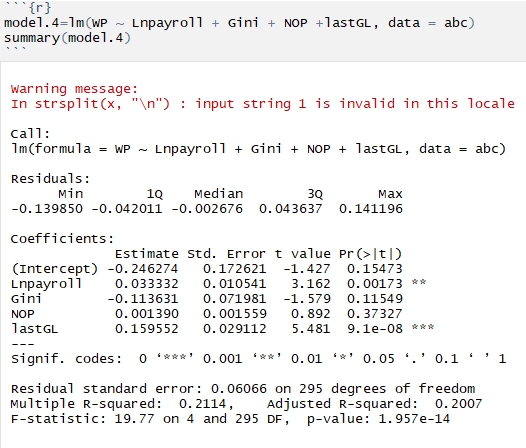 ```{r}
model.4=lm(WP ~ Lnpayroll + Gini + NOP +lastGL, data = abc)
summary(model.4)
```
Warning message:
In strsplit(x, "\n") : input string 1 is invalid in this locale
Call:
lm(formula = WP ~ Lnpayroll + Gini + NOP + lastGL, data = abc)
Residuals:
Min 1Q Median 3Q Max
-0.139850 -0.042011 -0.002676 0.043637 0.141196
Coefficients:
Estimate Std. Error t value Pr(>|t|)
(Intercept) -0.246274 0.172621 -1.427 0.15473
Lnpayroll 0.033332 0.010541 3.162 0.00173 **
Gini -0.113631 0.071981 -1.579 0.11549
NOP 0.001390 0.001559 0.892 0.37327
lastGL 0.159552 0.029112 5.481 9.1e-08 ***
---
Signif. codes: 0 ‘***’ 0.001 ‘**’ 0.01 ‘*’ 0.05 ‘.’ 0.1 ‘ ’ 1
Residual standard error: 0.06066 on 295 degrees of freedom
Multiple R-squared: 0.2114, Adjusted R-squared: 0.2007
F-statistic: 19.77 on 4 and 295 DF, p-value: 1.957e-14